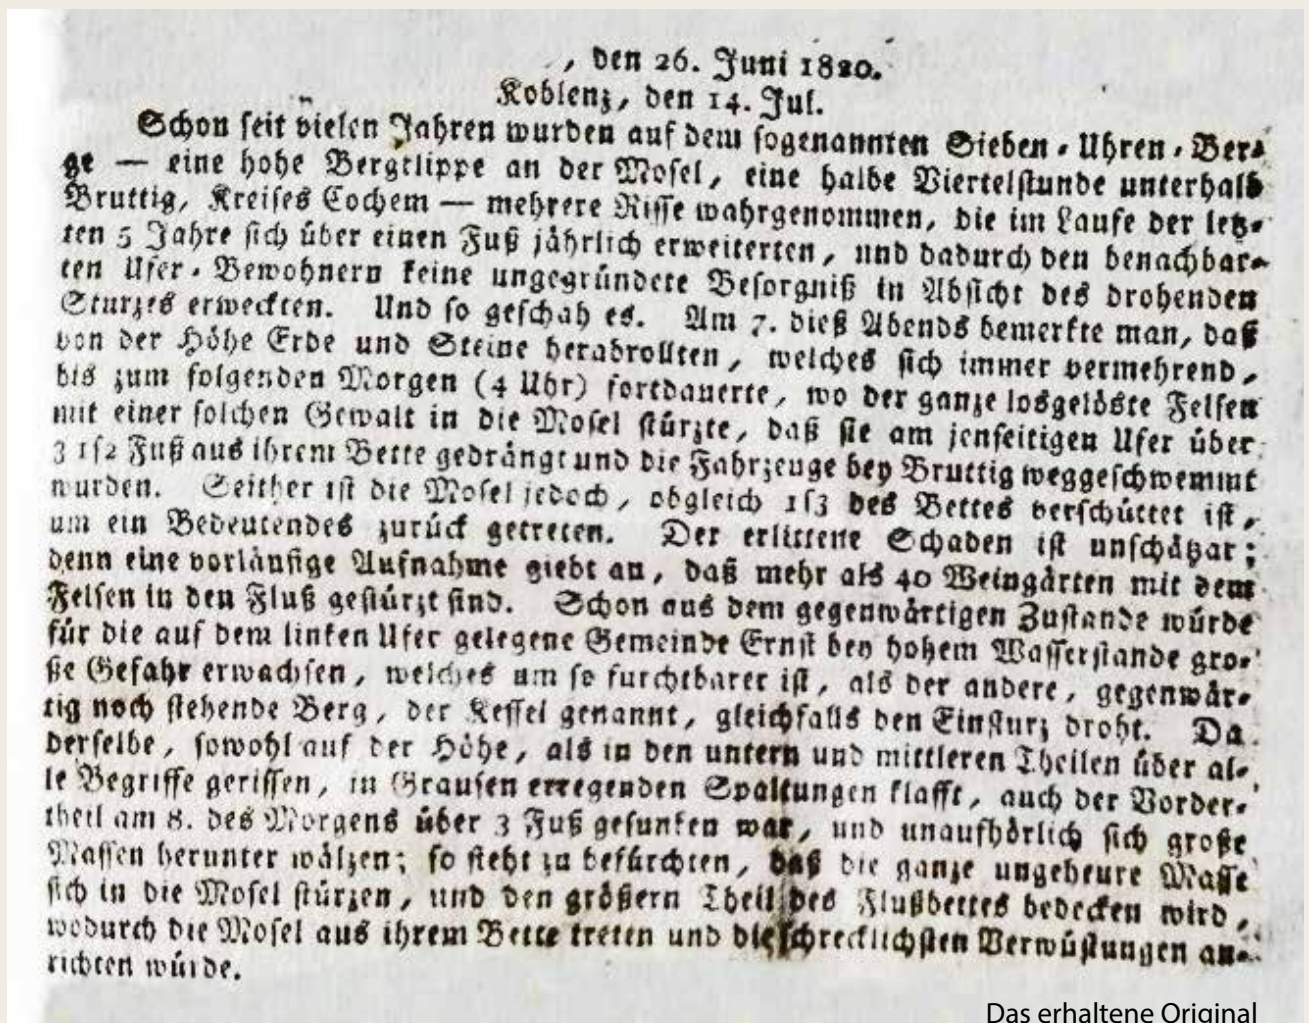 , den 26. Juni 1820.
Koblenz, den 14. Jul.
Schon seit vielen Jahren wurden auf dem sogenannten Sieben-Uhren-Ber-
ge — eine hohe Bergklippe an der Mosel, eine halbe Viertelstunde unterhalb
Bruttig, Kreises Cochem — mehrere Risse wahrgenommen, die im Laufe der letz-
ten 5 Jahre sich über einen Fuß jährlich erweiterten, und dadurch den benachbar-
ten Ufer-Bewohnern keine ungegründete Besorgniß in Absicht des drohenden
Sturzes erweckten. Und so geschah es. Am 7. dieß Abends bemerkte man, daß
von der Höhe Erde und Steine herabrollten, welches sich immer vermehrend,
bis zum folgenden Morgen (4 Uhr) fortdauerte, wo der ganze losgelöste Felsen
mit einer solchen Gewalt in die Mosel stürzte, daß sie am jenseitigen Ufer über
3 1/2 Fuß aus ihrem Bette gedrängt und die Fahrzeuge bey Bruttig weggeschwemmt
wurden. Seither ist die Mosel jedoch, obgleich 1/3 des Bettes verschüttet ist,
um ein Bedeutendes zurück getreten. Der erlittene Schaden ist unschätzar;
denn eine vorläufige Aufnahme giebt an, daß mehr als 40 Weingärten mit dem
Felsen in den Fluß gestürzt sind. Schon aus dem gegenwärtigen Zustande würde
für die auf dem linken Ufer gelegene Gemeinde Ernst bey hohem Wasserstande gro-
ße Gefahr erwachsen, welches um so furchtbarer ist, als der andere, gegenwär-
tig noch stehende Berg, der Kessel genannt, gleichfalls den Einsturz droht. Da
derselbe, sowohl auf der Höhe, als in den untern und mittleren Theilen über al-
le Begriffe gerissen, in Grausen erregenden Spaltungen klafft, auch der Vorder-
theil am 8. des Morgens über 3 Fuß gesunken war, und unaufhörlich sich große
Massen herunter wälzen; so steht zu befürchten, daß die ganze ungeheure Masse
sich in die Mosel stürzen, und den größern Theil des Flußbettes bedecken wird,
wodurch die Mosel aus ihrem Bette treten und die schrecklichsten Verwüstungen an-
richten würde.
Das erhaltene Original